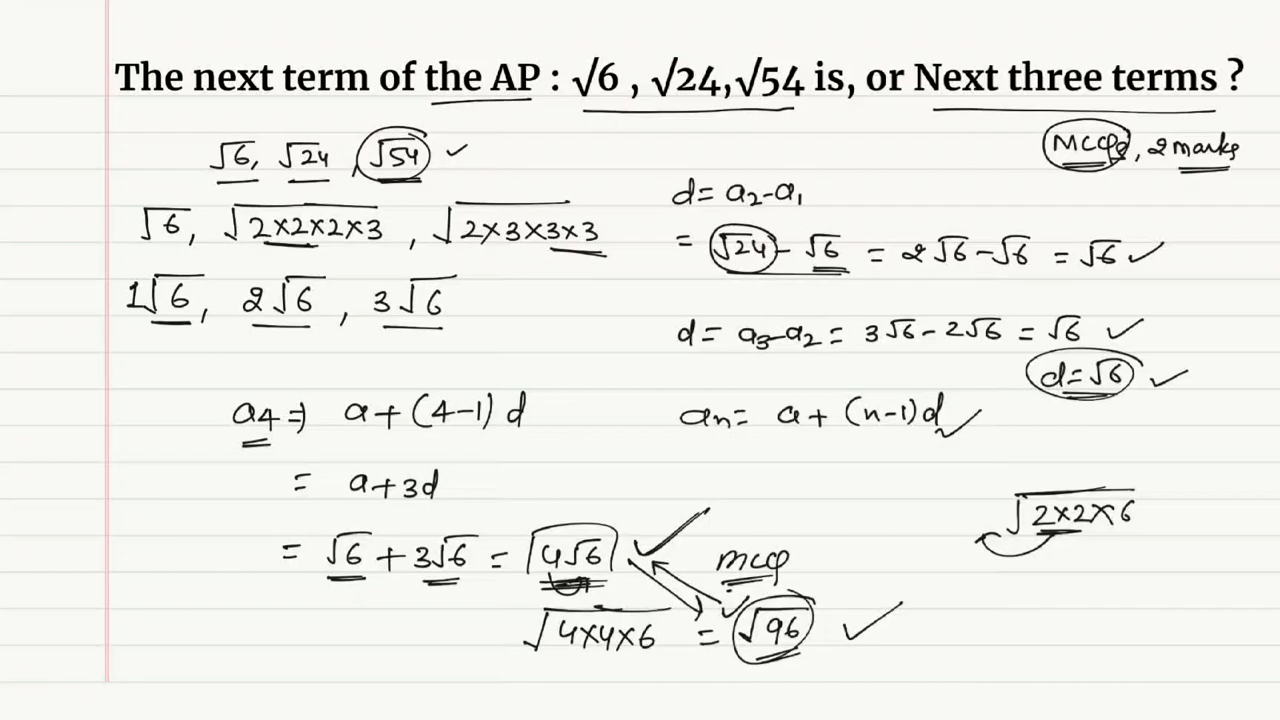 The next term of the AP : √6 , √24,√54 is, or Next three terms ?
√6, √24, √54 ✓
MCQs, 2 marks
d = a₂-a₁
√6, √2×2×2×3, √2×3×3×3
= √24 - √6 = 2√6-√6 = √6 ✓
1√6, 2√6, 3√6
d = a₃-a₂ = 3√6 - 2√6 = √6 ✓
d=√6 ✓
a4 ⇒ a+(4-1)d
an = a+(n-1)d ✓
= a+3d
√2×2×6
= √6 + 3√6 = 4√6 ✓
mcq
√4×4×6 = √96 ✓